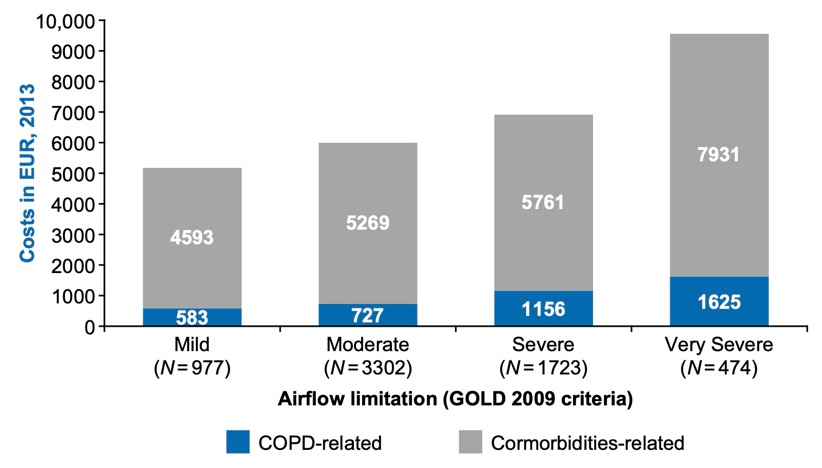 Costs in EUR, 2013
10,000
9000
8000
7000
6000
5000
4000
3000
2000
1000
0
4593
583
5269
727
5761
1156
7931
1625
Mild
(N=977)
Moderate
(N=3302)
Severe
(N=1723)
Very Severe
(N=474)
Airflow limitation (GOLD 2009 criteria)
COPD-related
Cormorbidities-related